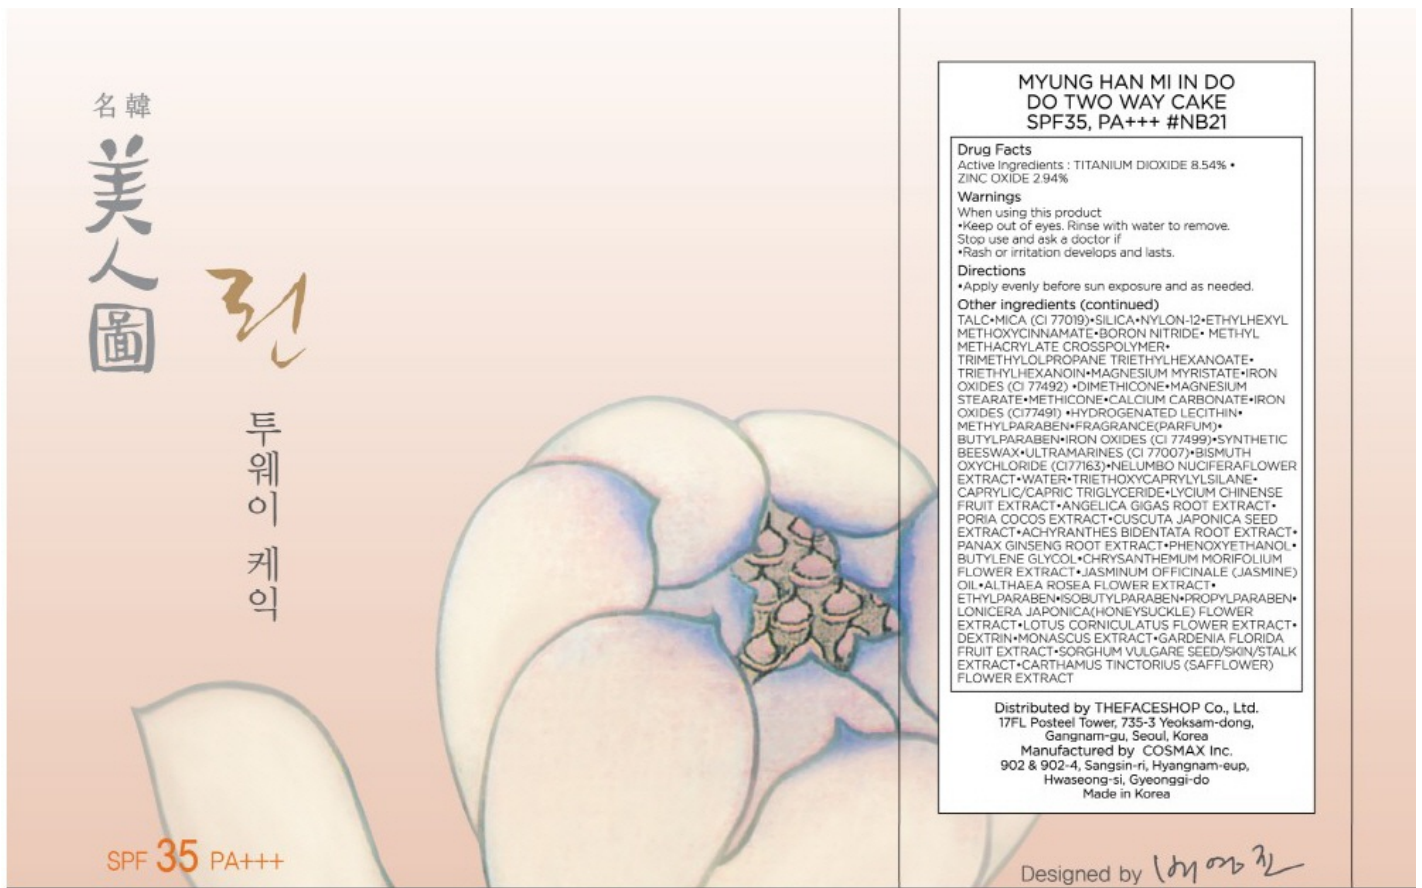 名韓
美人圖
린
투웨이 케익
SPF 35 PA+++
MYUNG HAN MI IN DO
DO TWO WAY CAKE
SPF35, PA+++ #NB21
Drug Facts
Active Ingredients : TITANIUM DIOXIDE 8.54% •
ZINC OXIDE 2.94%
Warnings
When using this product
•Keep out of eyes. Rinse with water to remove.
Stop use and ask a doctor if
•Rash or irritation develops and lasts.
Directions
•Apply evenly before sun exposure and as needed.
Other ingredients (continued)
TALC•MICA (CI 77019)•SILICA•NYLON-12•ETHYLHEXYL
METHOXYCINNAMATE•BORON NITRIDE• METHYL
METHACRYLATE CROSSPOLYMER•
TRIMETHYLOLPROPANE TRIETHYLHEXANOATE•
TRIETHYLHEXANOIN•MAGNESIUM MYRISTATE•IRON
OXIDES (CI 77492) •DIMETHICONE•MAGNESIUM
STEARATE•METHICONE•CALCIUM CARBONATE•IRON
OXIDES (CI77491) •HYDROGENATED LECITHIN•
METHYLPARABEN•FRAGRANCE(PARFUM)•
BUTYLPARABEN•IRON OXIDES (CI 77499)•SYNTHETIC
BEESWAX•ULTRAMARINES (CI 77007)•BISMUTH
OXYCHLORIDE (CI77163)•NELUMBO NUCIFERAFLOWER
EXTRACT•WATER•TRIETHOXYCAPRYLYLSILANE•
CAPRYLIC/CAPRIC TRIGLYCERIDE•LYCIUM CHINENSE
FRUIT EXTRACT•ANGELICA GIGAS ROOT EXTRACT•
PORIA COCOS EXTRACT•CUSCUTA JAPONICA SEED
EXTRACT•ACHYRANTHES BIDENTATA ROOT EXTRACT•
PANAX GINSENG ROOT EXTRACT•PHENOXYETHANOL•
BUTYLENE GLYCOL•CHRYSANTHEMUM MORIFOLIUM
FLOWER EXTRACT•JASMINUM OFFICINALE (JASMINE)
OIL•ALTHAEA ROSEA FLOWER EXTRACT•
ETHYLPARABEN•ISOBUTYLPARABEN•PROPYLPARABEN•
LONICERA JAPONICA(HONEYSUCKLE) FLOWER
EXTRACT•LOTUS CORNICULATUS FLOWER EXTRACT•
DEXTRIN•MONASCUS EXTRACT•GARDENIA FLORIDA
FRUIT EXTRACT•SORGHUM VULGARE SEED/SKIN/STALK
EXTRACT•CARTHAMUS TINCTORIUS (SAFFLOWER)
FLOWER EXTRACT
Distributed by THEFACESHOP Co., Ltd.
17FL Posteel Tower, 735-3 Yeoksam-dong,
Gangnam-gu, Seoul, Korea
Manufactured by COSMAX Inc.
902 & 902-4, Sangsin-ri, Hyangnam-eup,
Hwaseong-si, Gyeonggi-do
Made in Korea
Designed by